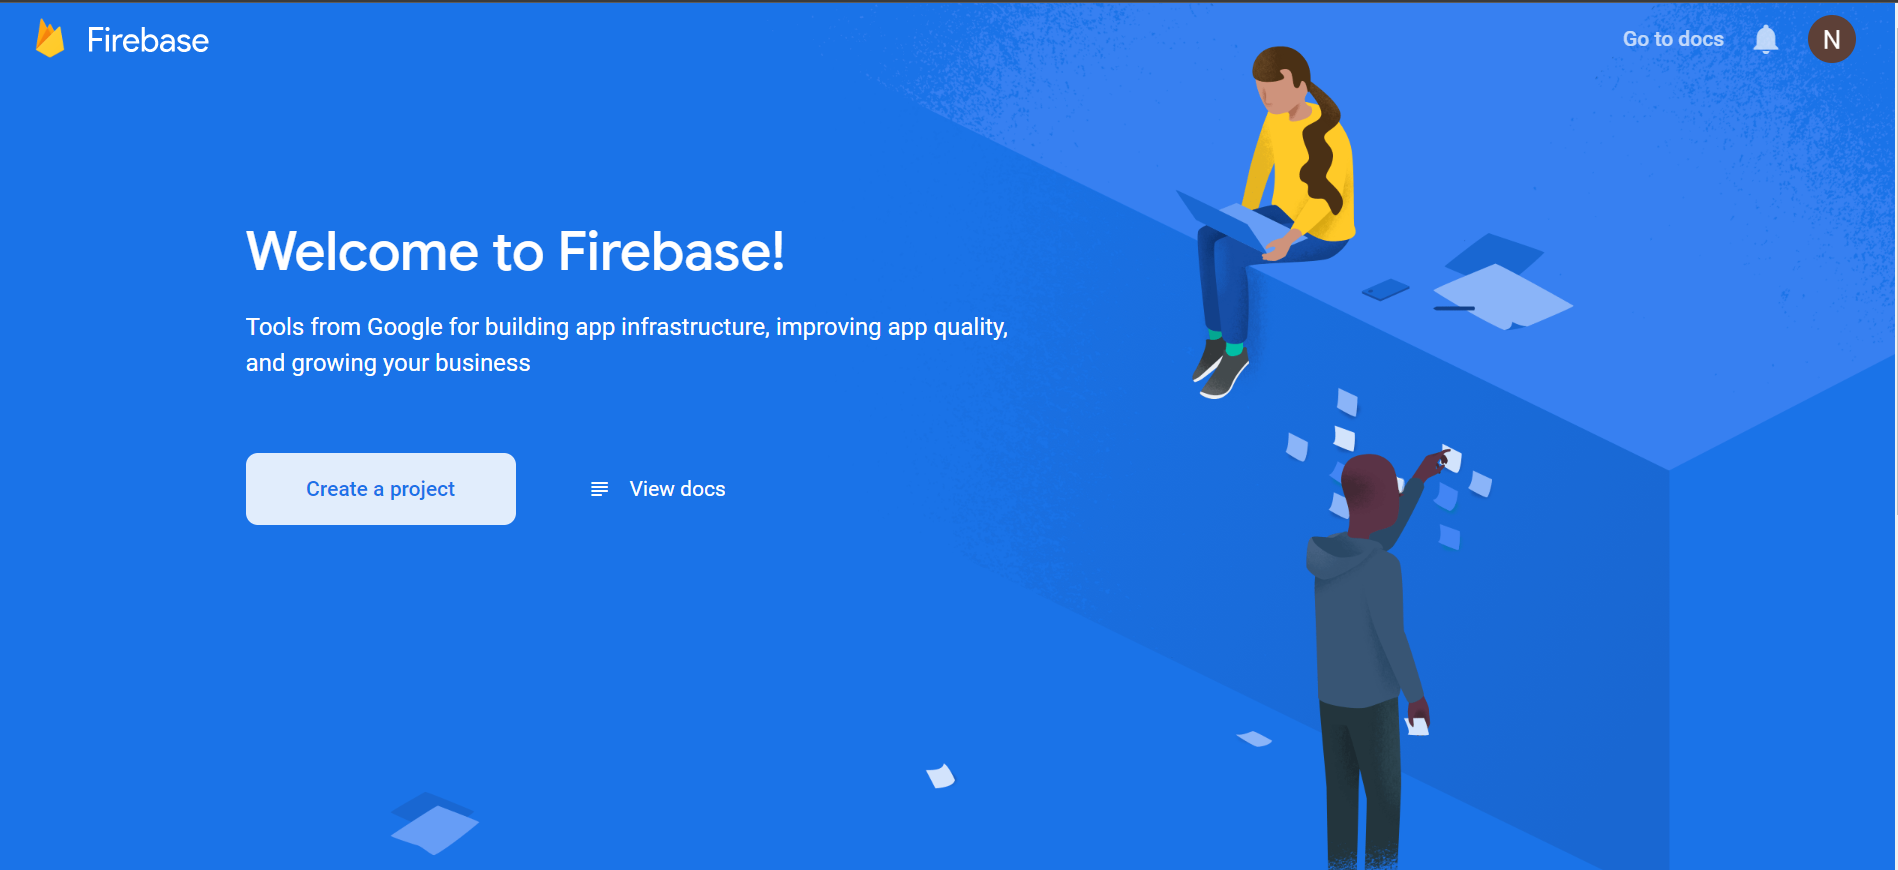 Firebase
Go to docs
N
Welcome to Firebase!
Tools from Google for building app infrastructure, improving app quality,
and growing your business
Create a project
View docs